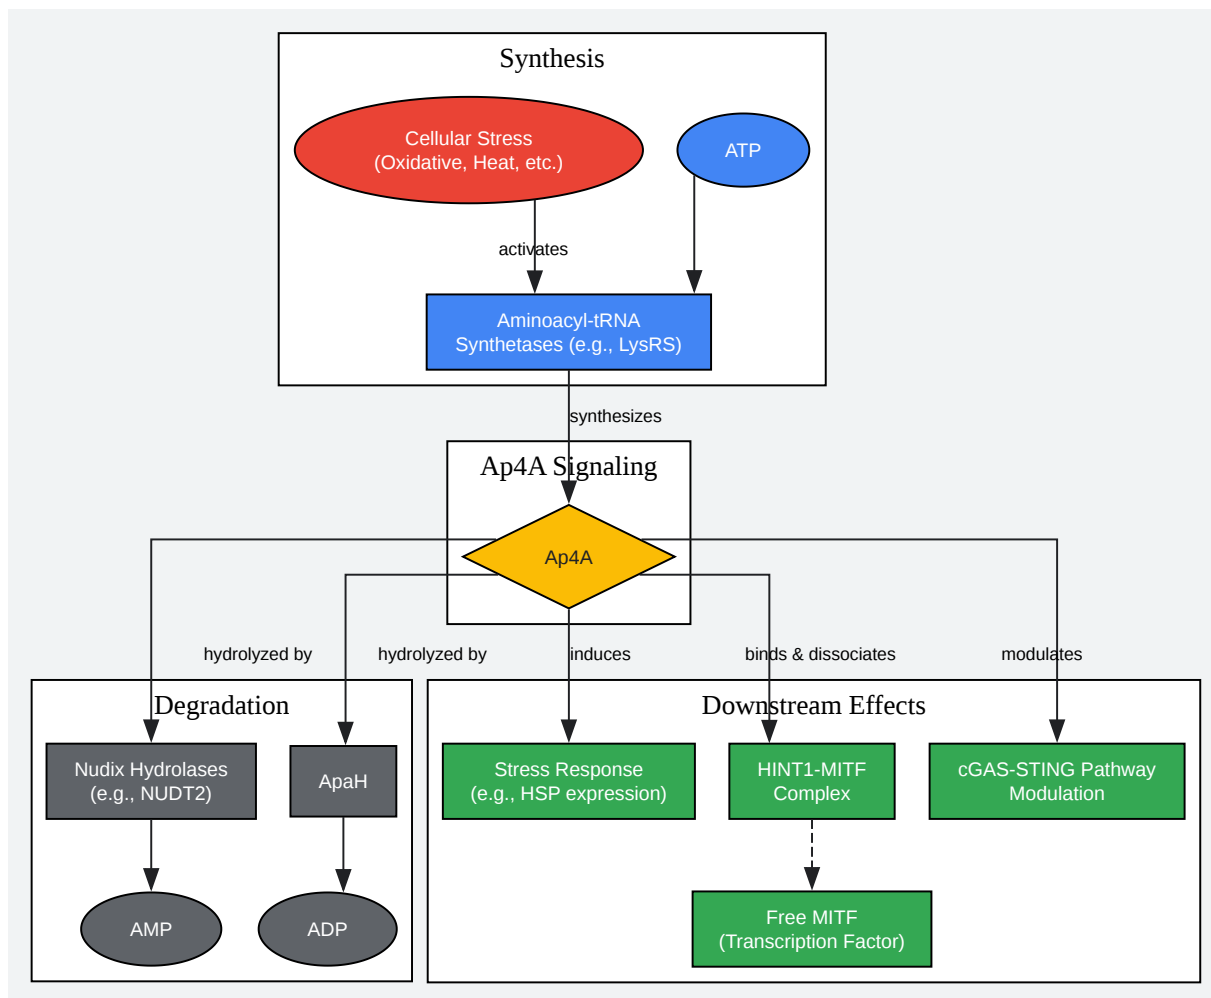 Synthesis
Cellular Stress
(Oxidative, Heat, etc.)
ATP
activates
Aminoacyl-tRNA
Synthetases (e.g., LysRS)
synthesizes
Ap4A Signaling
Ap4A
hydrolyzed by
hydrolyzed by
induces
binds & dissociates
modulates
Degradation
Nudix Hydrolases
(e.g., NUDT2)
ApaH
AMP
ADP
Downstream Effects
Stress Response
(e.g., HSP expression)
HINT1-MITF
Complex
cGAS-STING Pathway
Modulation
Free MITF
(Transcription Factor)